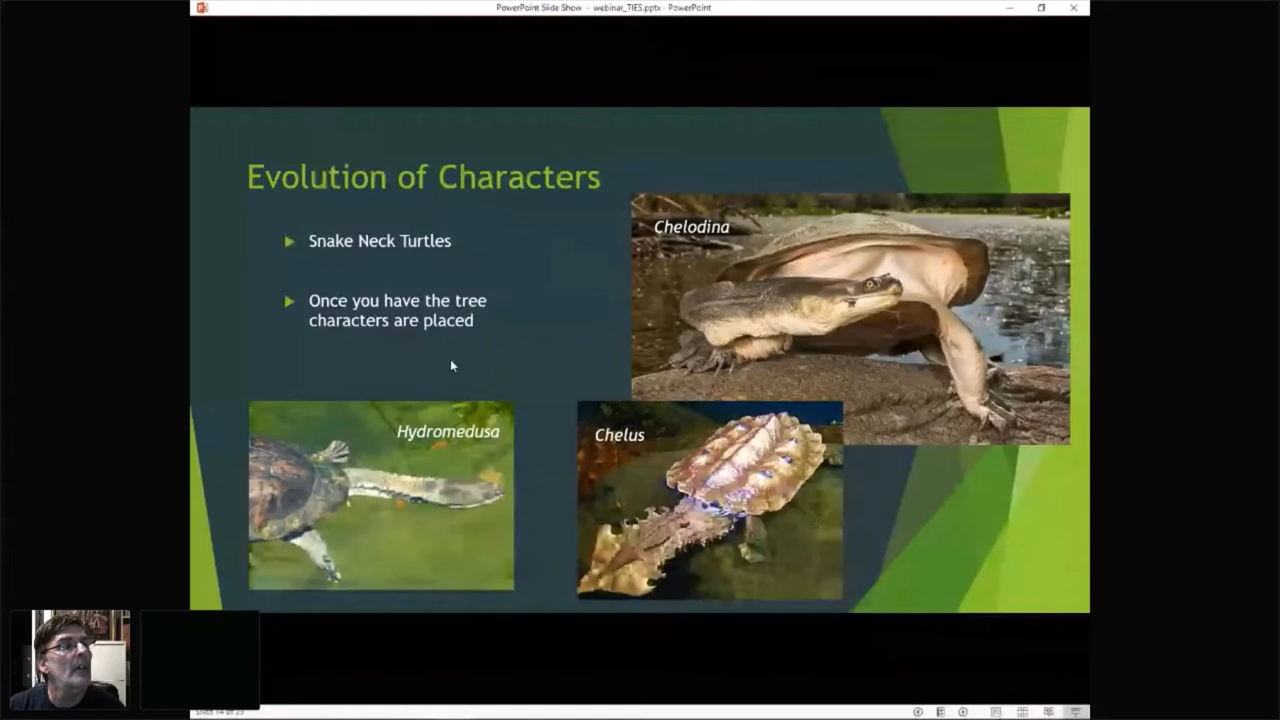 PowerPoint Slide Show - webinar_TIES.pptx - PowerPoint
Evolution of Characters
Chelodina
Snake Neck Turtles
Once you have the tree
characters are placed
Hydromedusa
Chelus